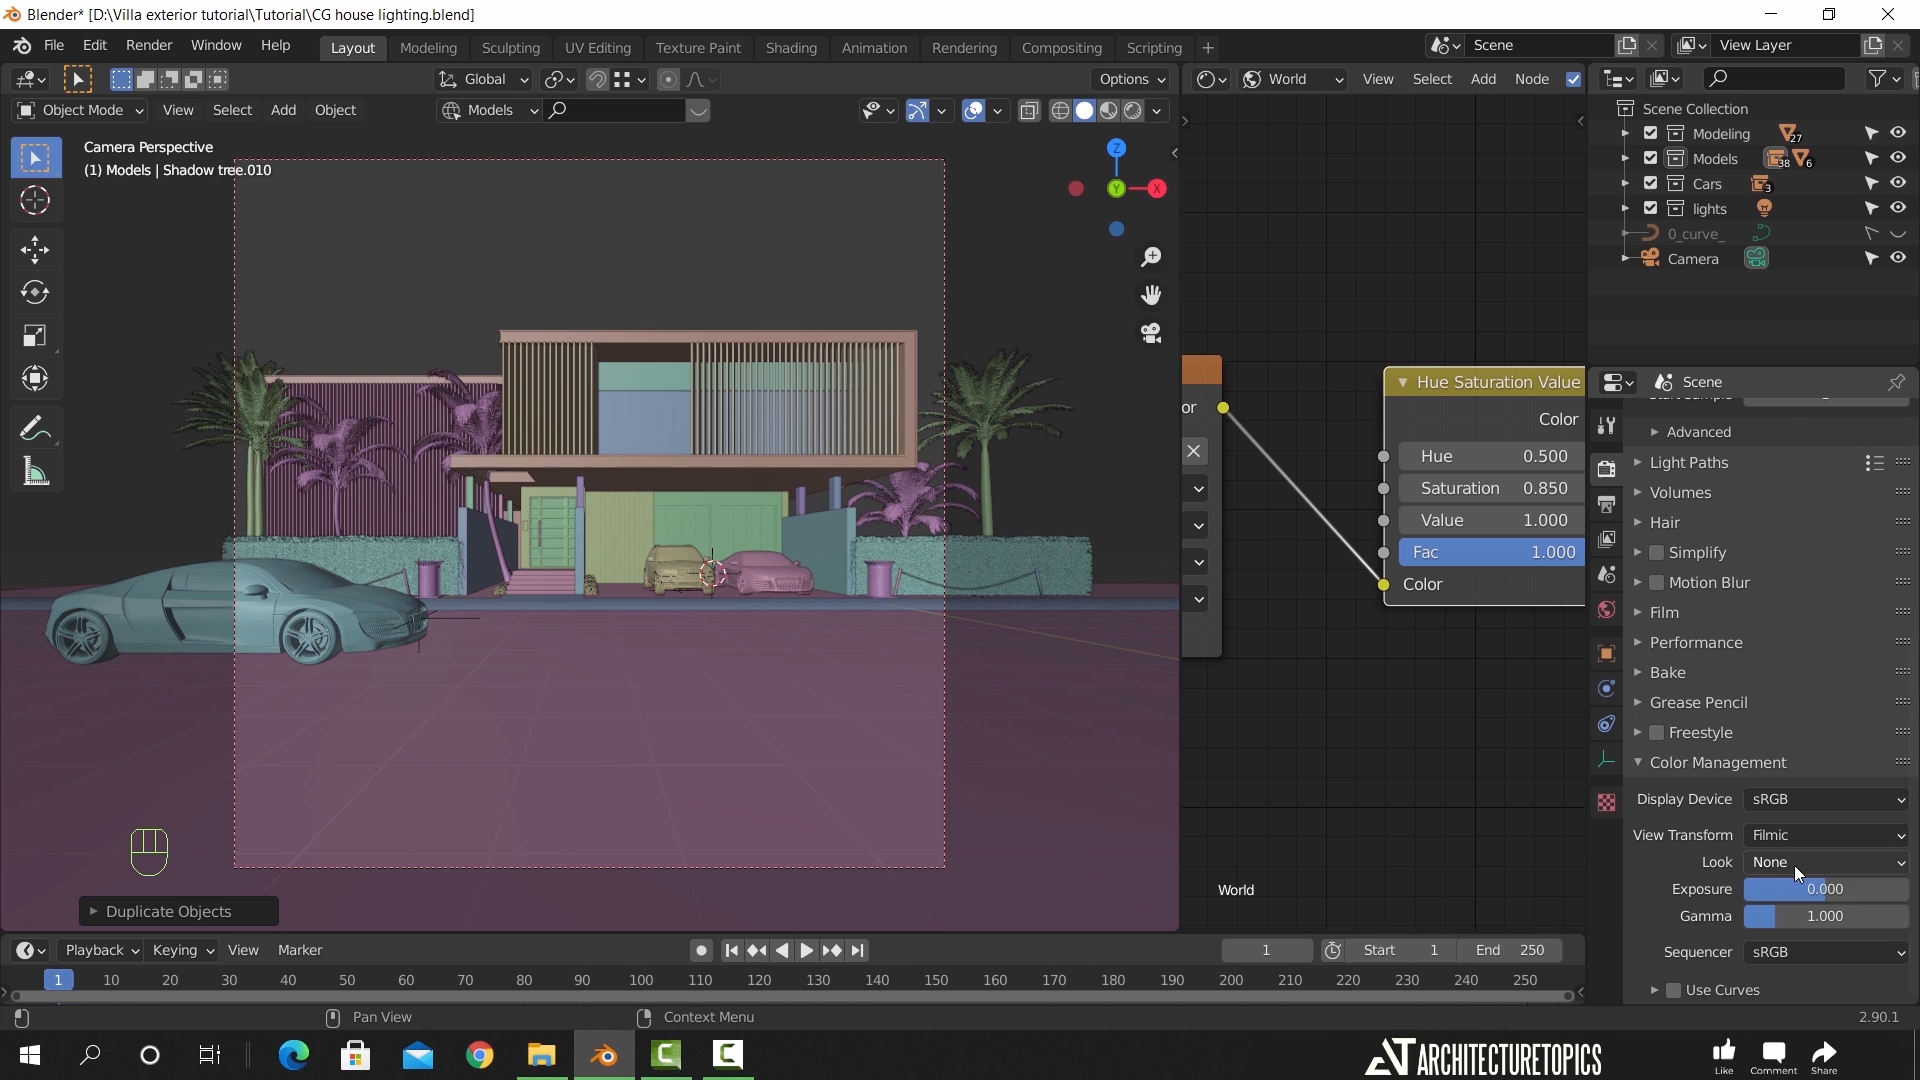 Blender* [D:\Villa exterior tutorial\Tutorial\CG house lighting.blend]
File Edit Render Window Help
Layout Modeling Sculpting UV Editing Texture Paint Shading Animation Rendering Compositing Scripting +
Scene
View Layer
Global
Options
World View Select Add Node
Object Mode View Select Add Object
Models
Camera Perspective
(1) Models | Shadow tree.010
Z
Y
X
Scene Collection
Modeling 27
Models 38 6
Cars 3
lights
0_curve_
Camera
or
Hue Saturation Value
Color
Hue 0.500
Saturation 0.850
Value 1.000
Fac 1.000
Color
World
Scene
Advanced
Light Paths
Volumes
Hair
Simplify
Motion Blur
Film
Performance
Bake
Grease Pencil
Freestyle
Color Management
Display Device sRGB
View Transform Filmic
Look None
Exposure 0.000
Gamma 1.000
Sequencer sRGB
Use Curves
Duplicate Objects
Playback Keying View Marker
1 Start 1 End 250
1 10 20 30 40 50 60 70 80 90 100 110 120 130 140 150 160 170 180 190 200 210 220 230 240 250
Pan View
Context Menu
2.90.1
ARCHITECTURETOPICS
Like Comment Share